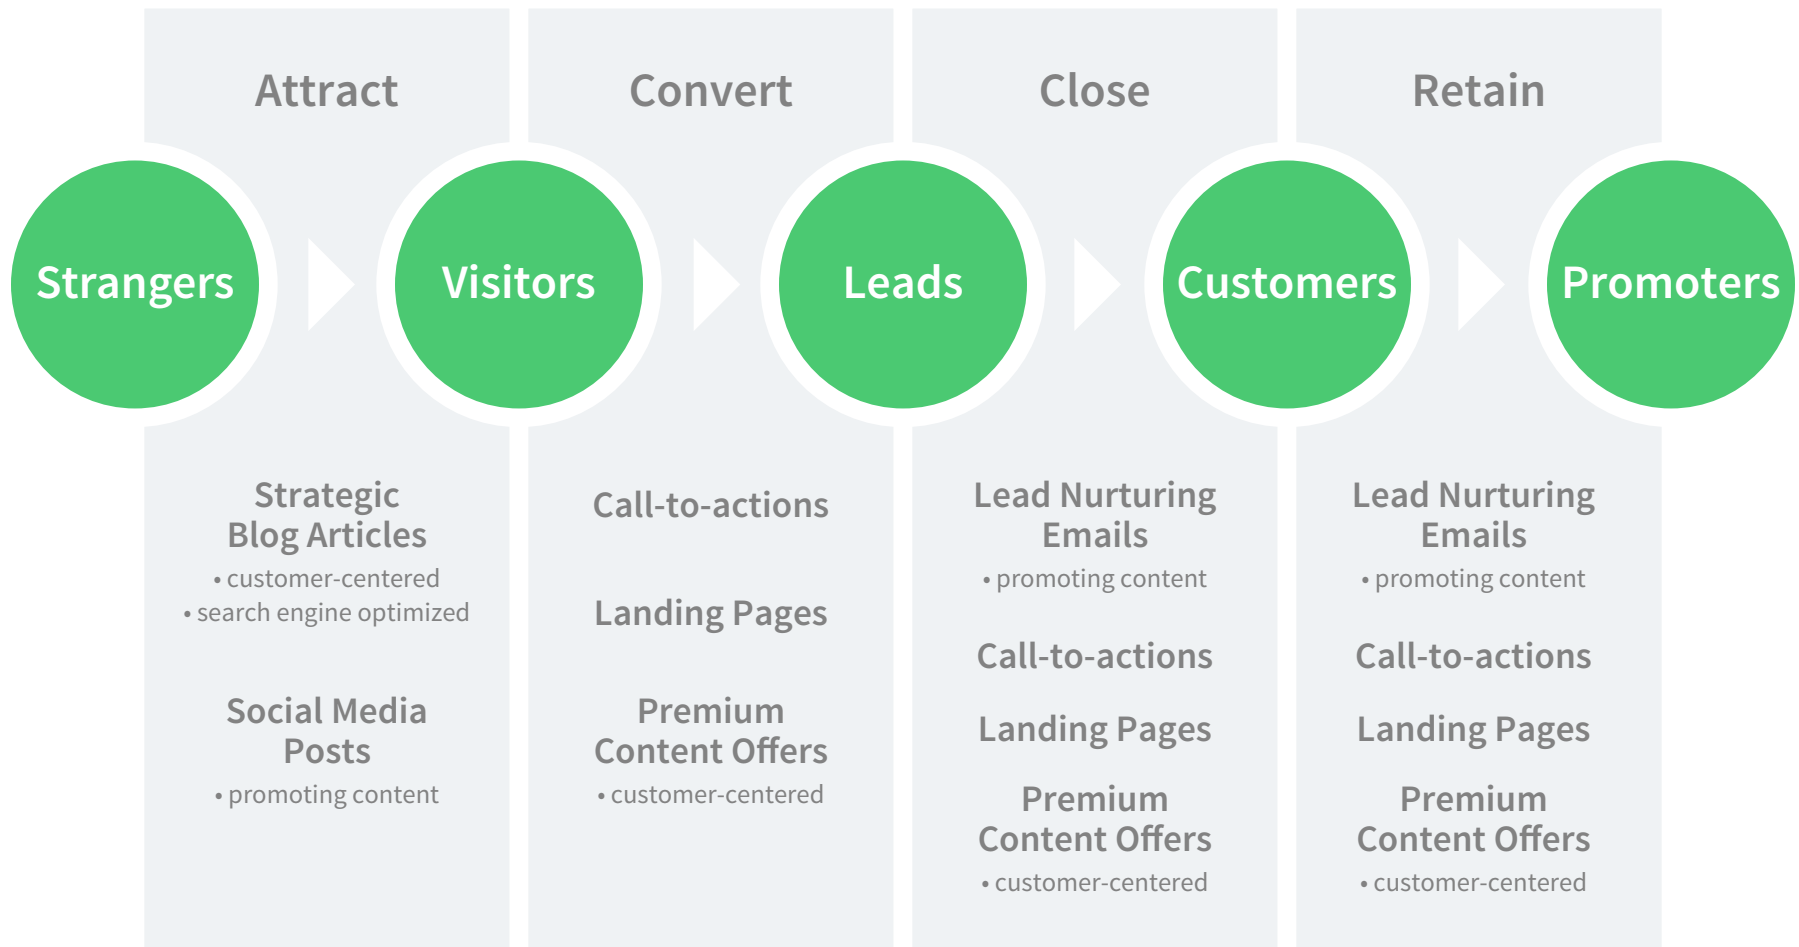 Attract
Convert
Close
Retain
Strangers
Visitors
Leads
Customers
Promoters
Strategic
Blog Articles
• customer-centered
• search engine optimized
Social Media
Posts
• promoting content
Call-to-actions
Landing Pages
Premium
Content Offers
• customer-centered
Lead Nurturing
Emails
• promoting content
Call-to-actions
Landing Pages
Premium
Content Offers
• customer-centered
Lead Nurturing
Emails
• promoting content
Call-to-actions
Landing Pages
Premium
Content Offers
• customer-centered